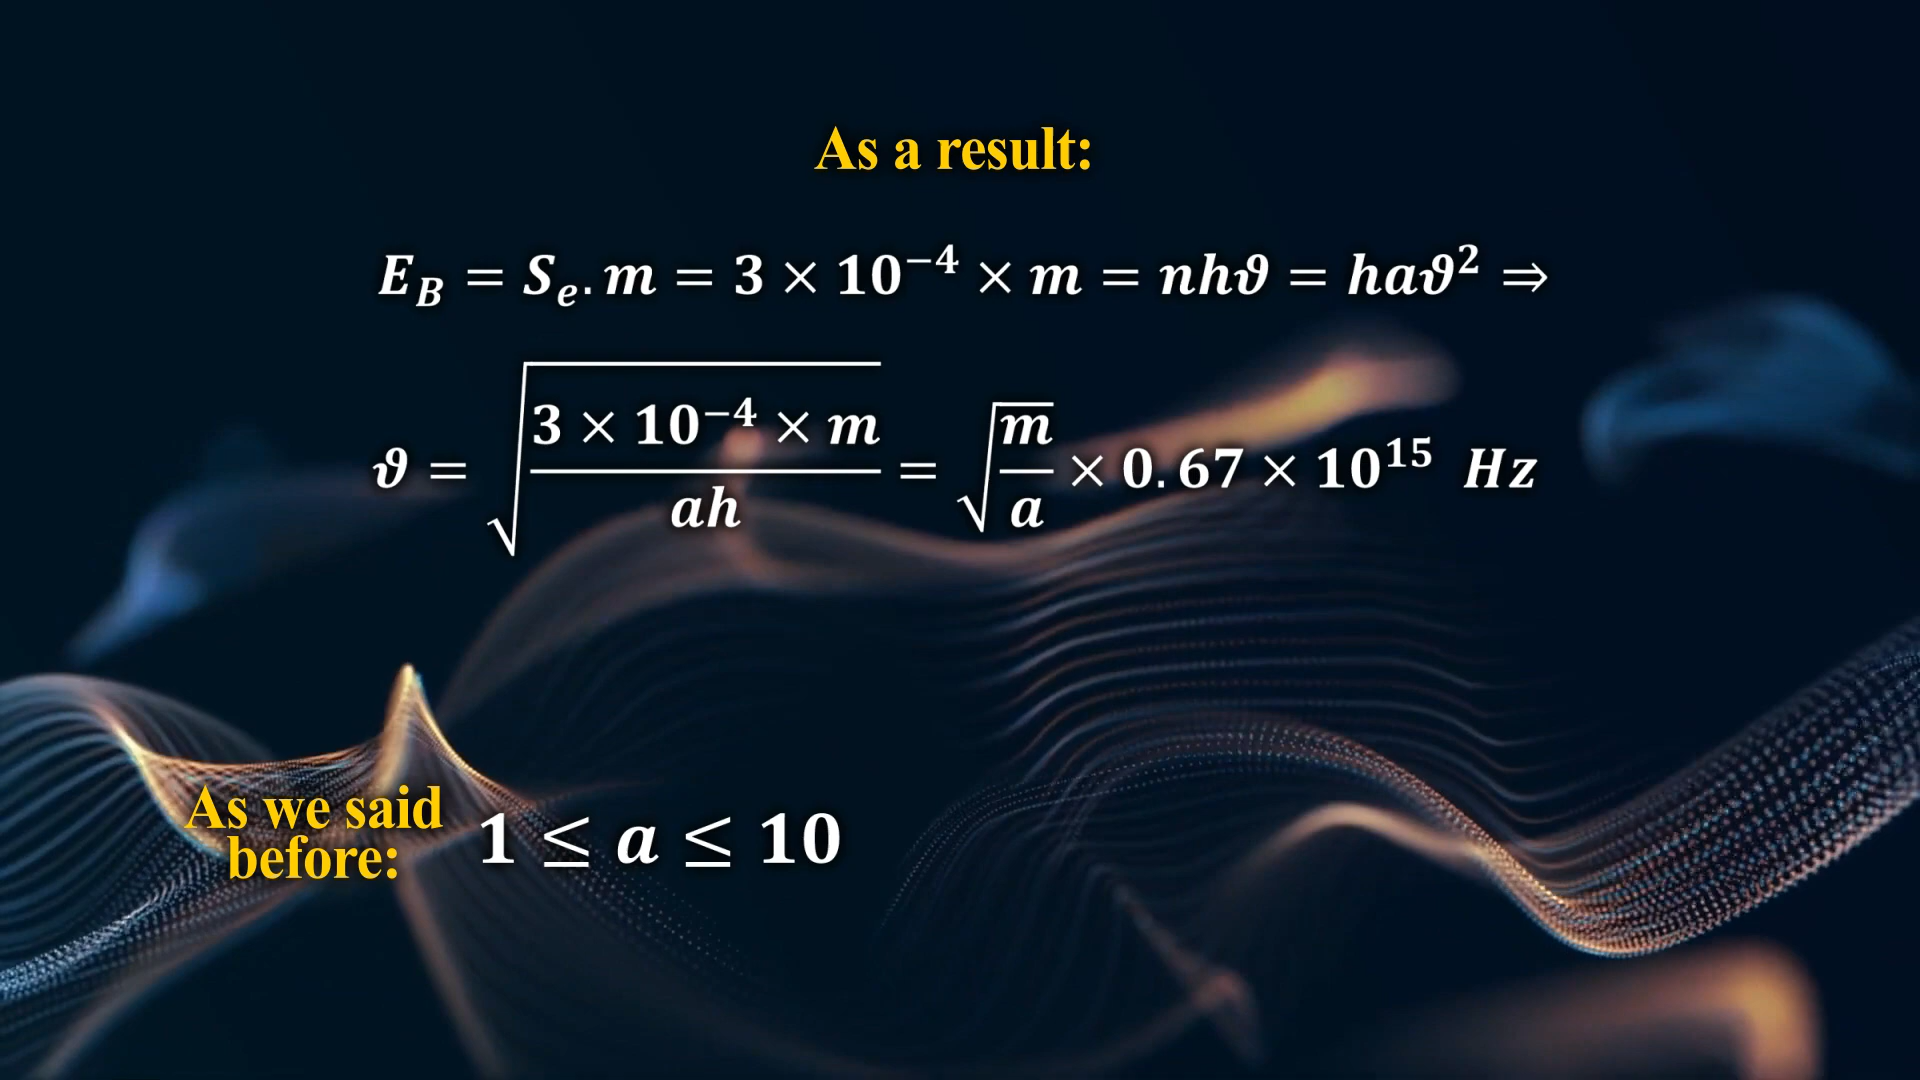 As a result:
E_B = S_e. m = 3 × 10^{−4} × m = nhϑ = haϑ^2 ⇒
ϑ = √(3 × 10^{−4} × m / ah) = √(m / a) × 0. 67 × 10^{15} Hz
As we said
before:
1 ≤ a ≤ 10